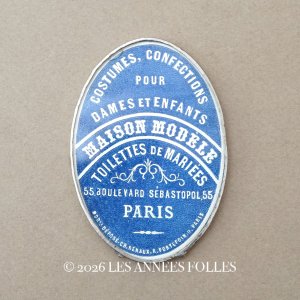 COSTUMES, CONFECTIONS
POUR
DAMES ET ENFANTS
MAISON MODÈLE
TOILETTES DE MARIÉES
55, BOULEVARD SÉBASTOPOL, 55
PARIS
© 2026 LES ANNEES FOLLES